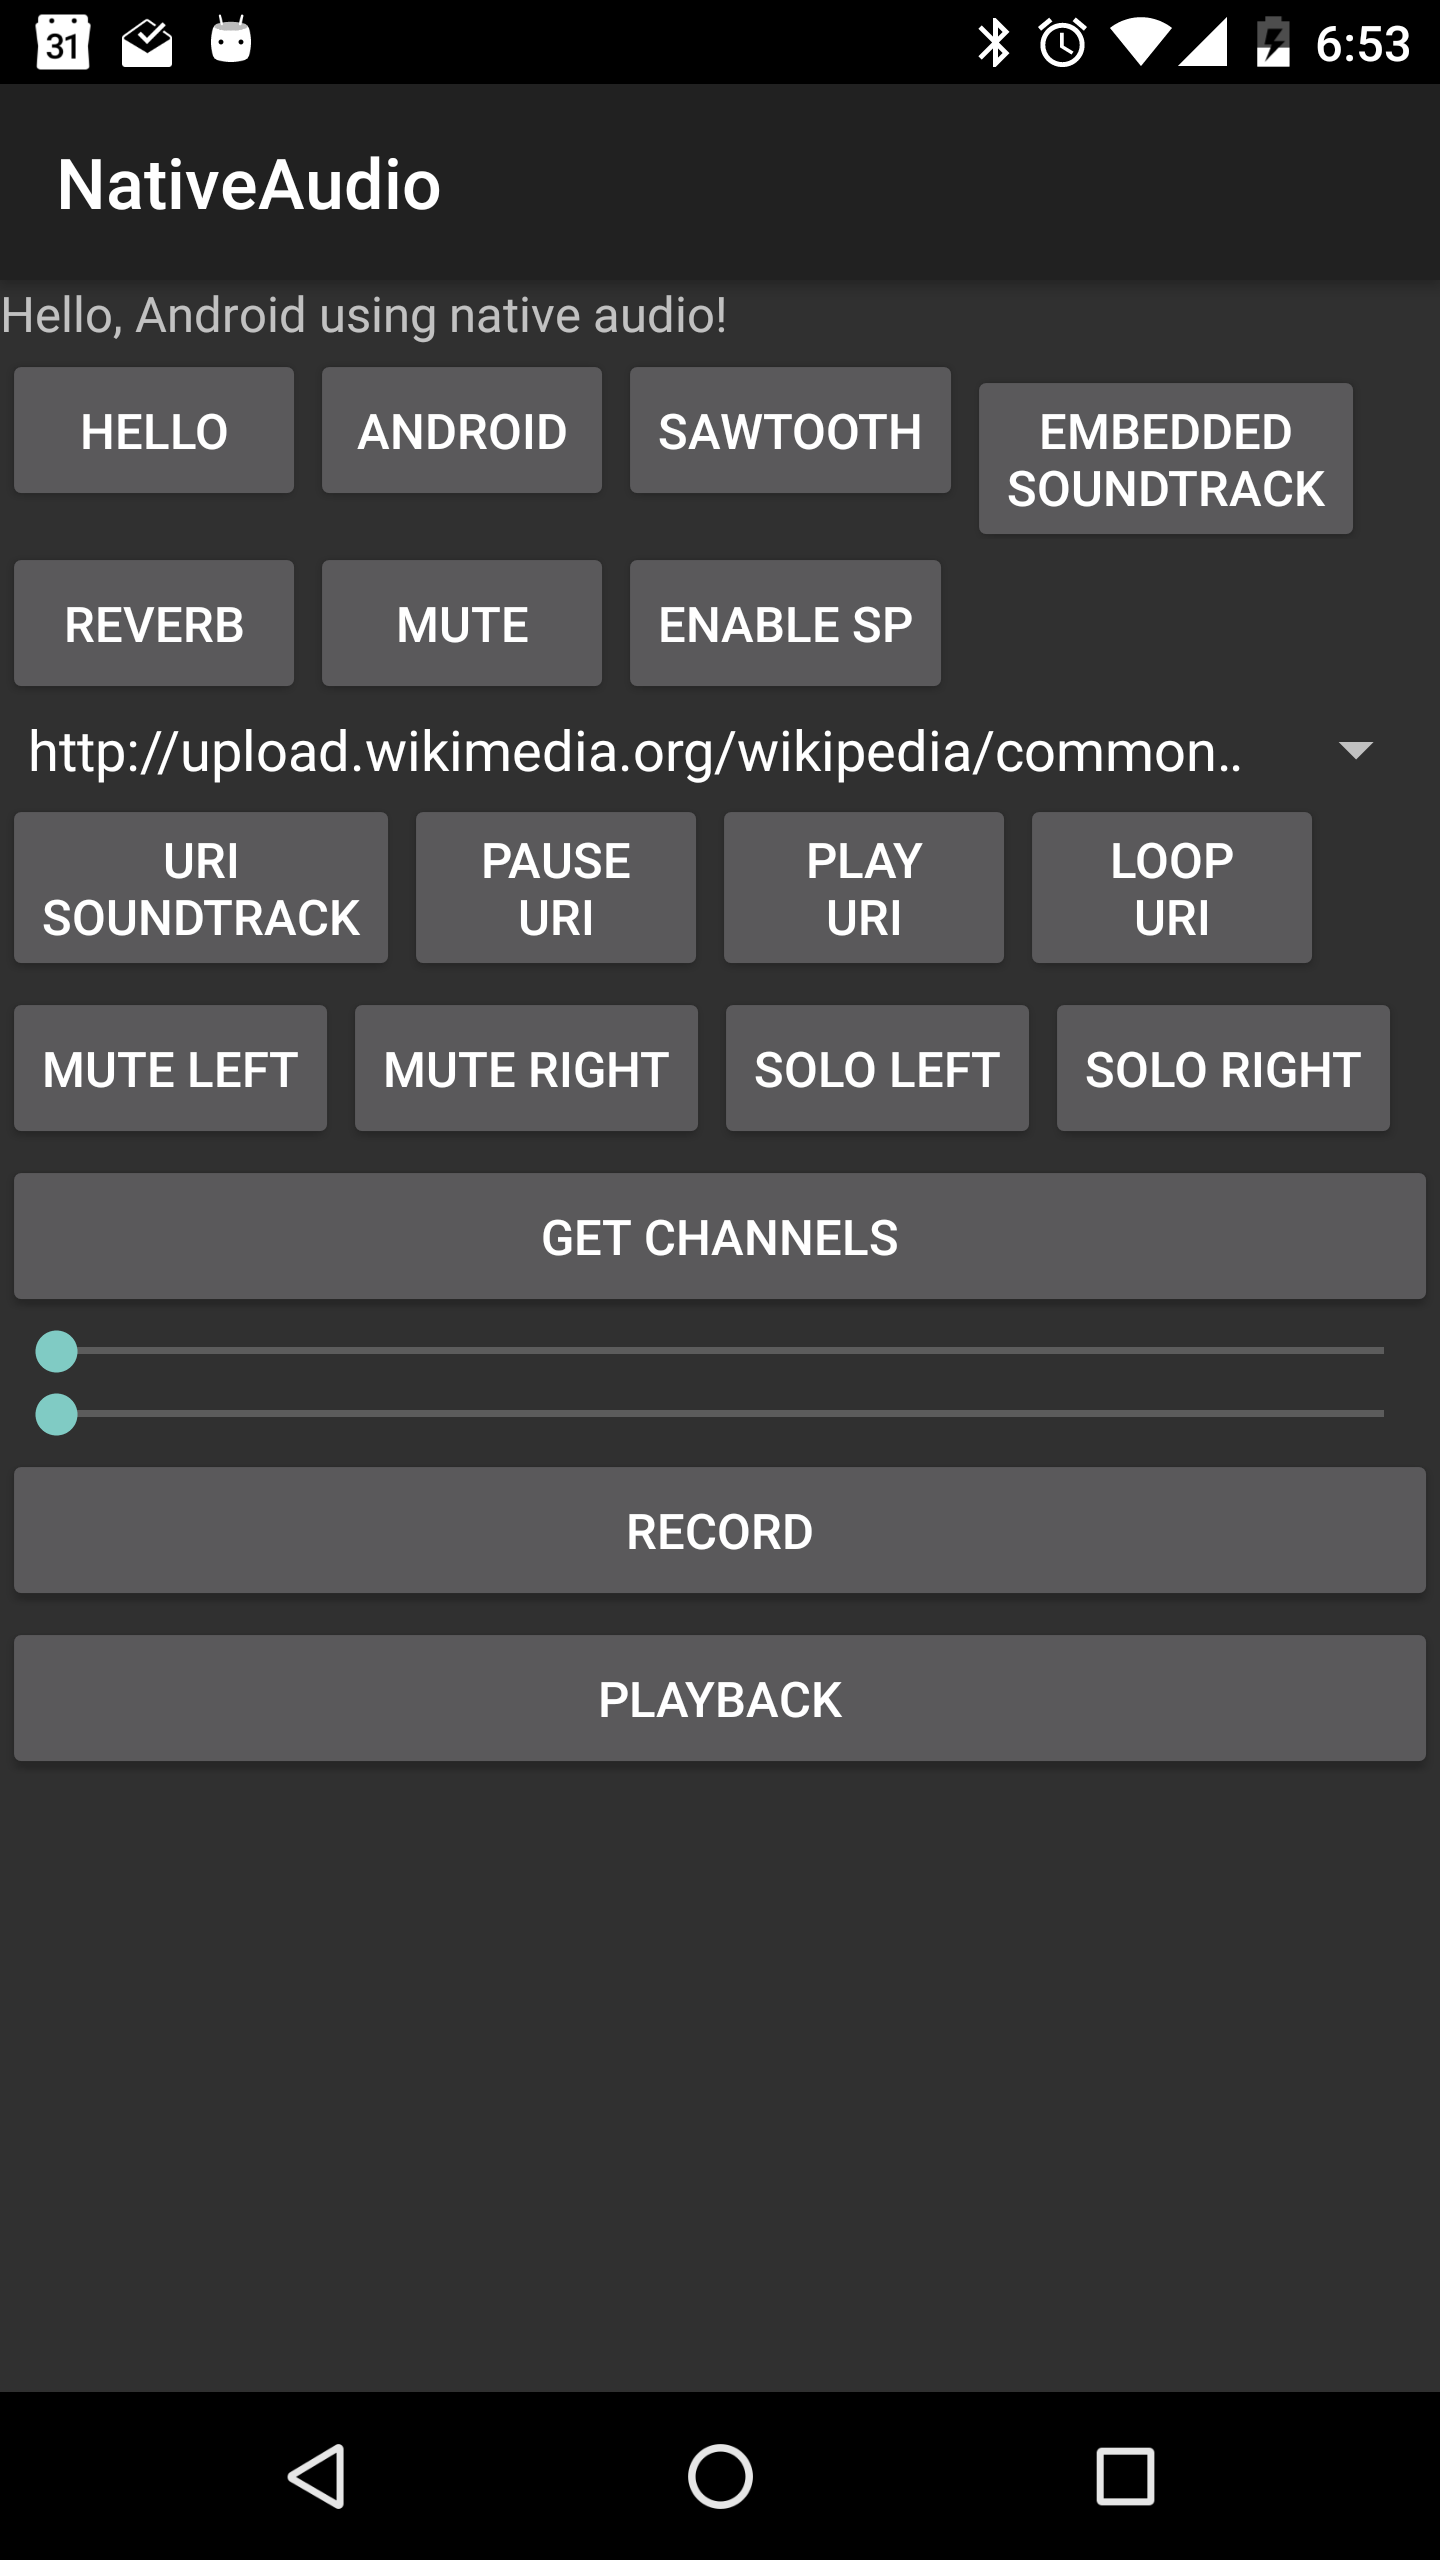 31 6:53
NativeAudio
Hello, Android using native audio!
HELLO ANDROID SAWTOOTH EMBEDDED
SOUNDTRACK
REVERB MUTE ENABLE SP
http://upload.wikimedia.org/wikipedia/common..
URI PAUSE PLAY LOOP
SOUNDTRACK URI URI URI
MUTE LEFT MUTE RIGHT SOLO LEFT SOLO RIGHT
GET CHANNELS
RECORD
PLAYBACK